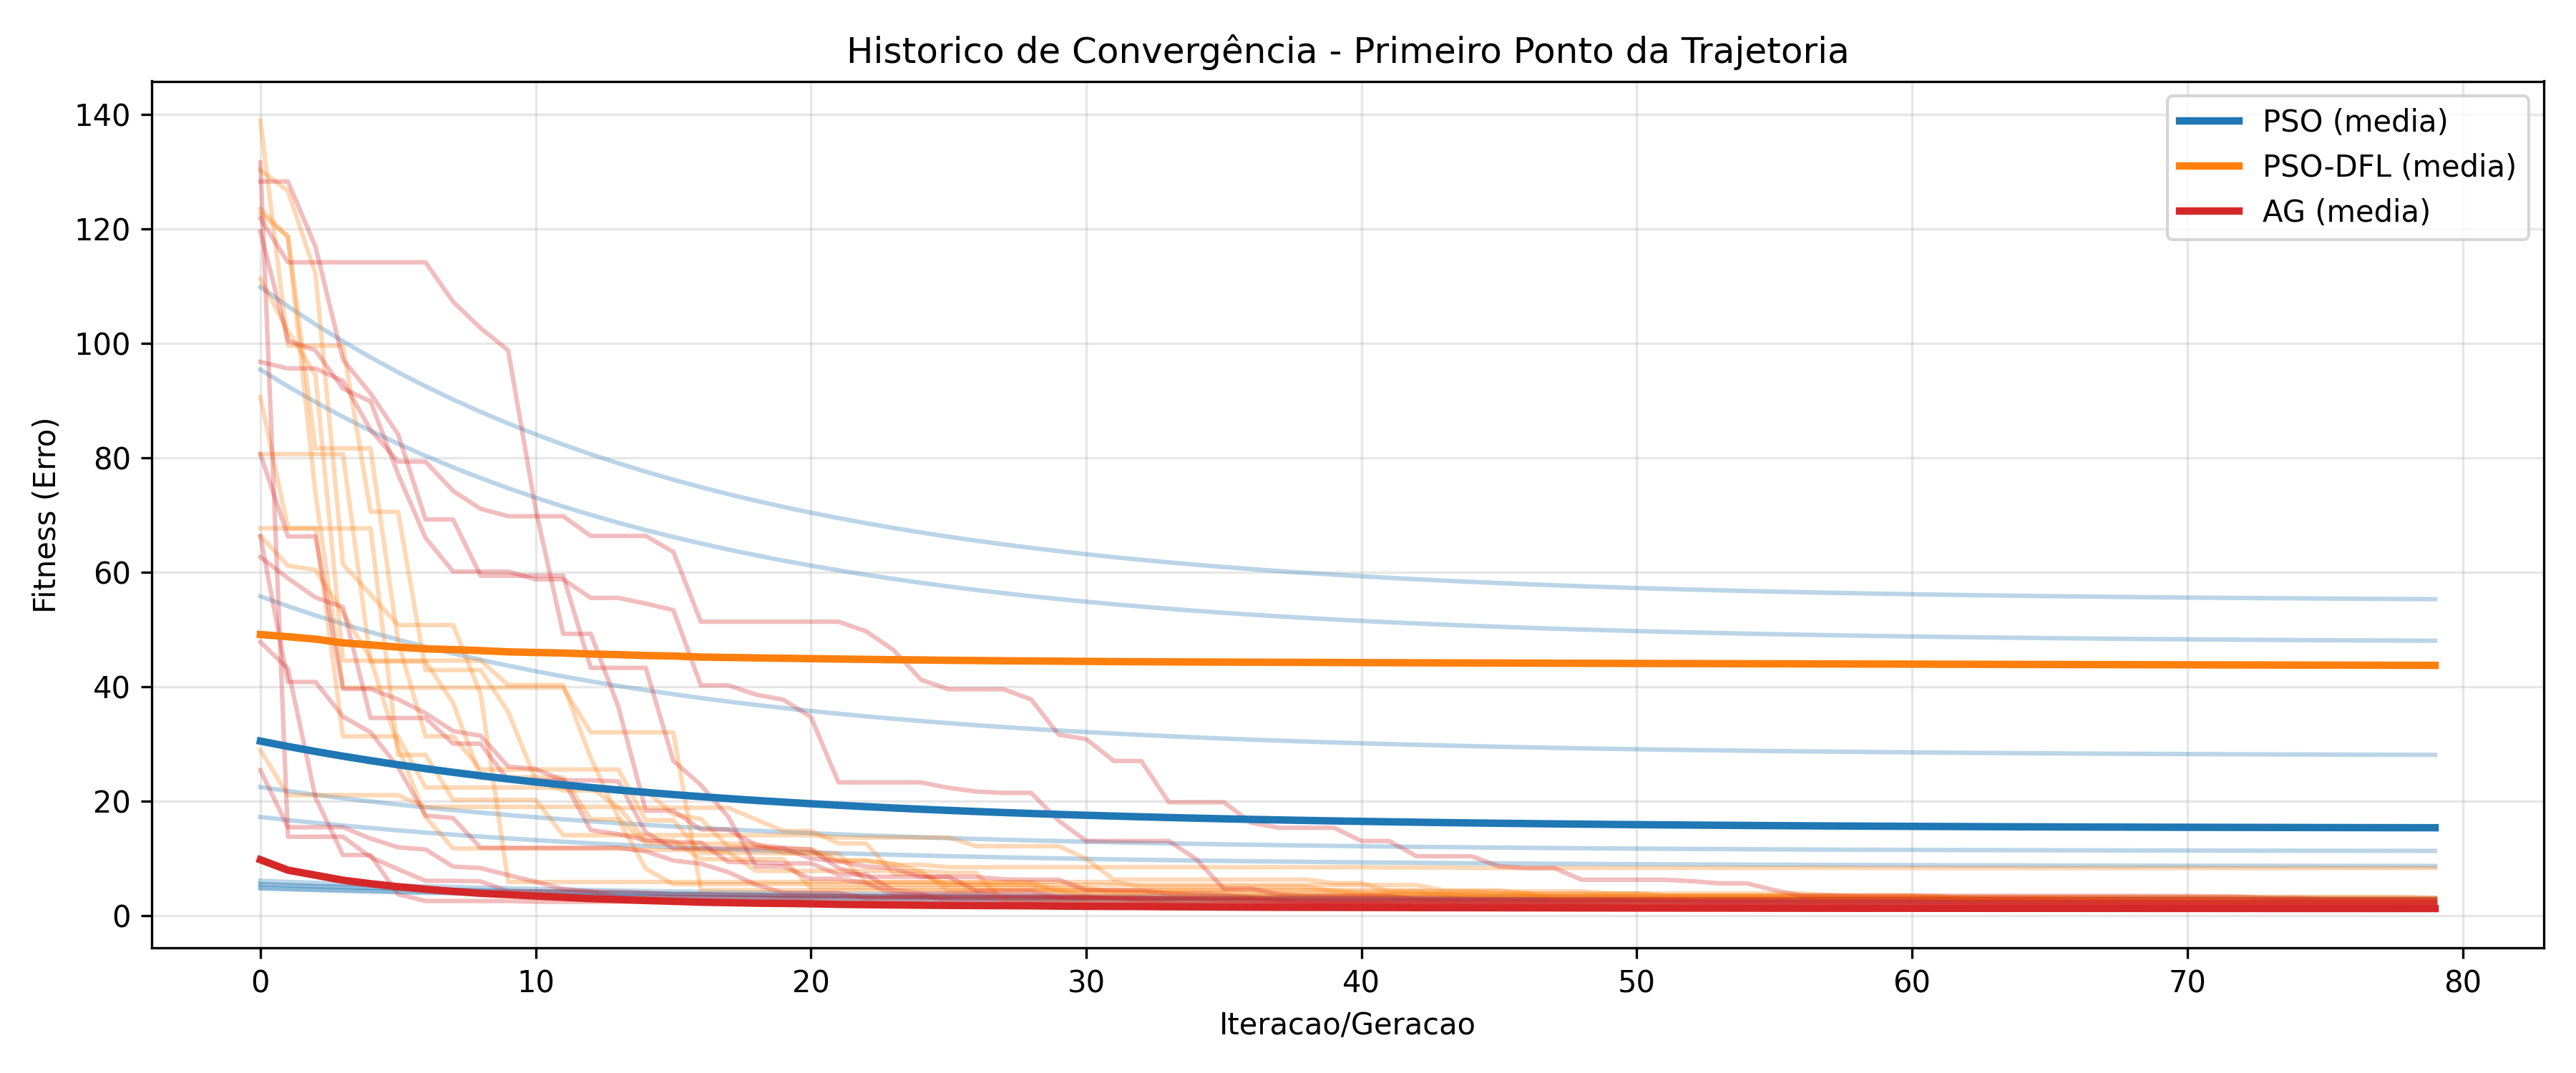 Historico de Convergência - Primeiro Ponto da Trajetoria
PSO (media)
PSO-DFL (media)
AG (media)
Fitness (Erro)
140
120
100
80
60
40
20
0
0 10 20 30 40 50 60 70 80
Iteracao/Geracao